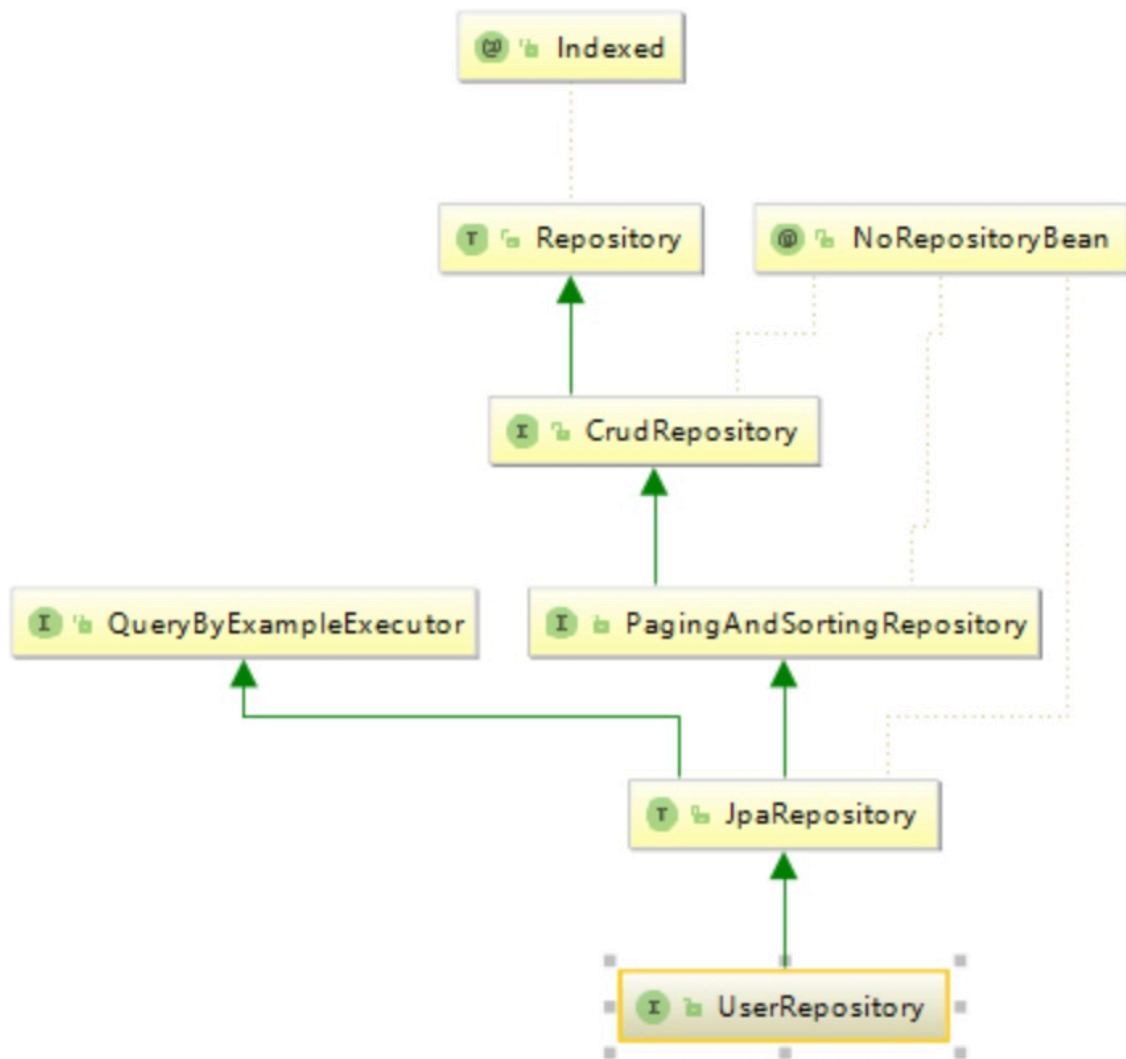 @ Indexed
I Repository
@ NoRepositoryBean
I CrudRepository
I QueryByExampleExecutor
I PagingAndSortingRepository
I JpaRepository
I UserRepository